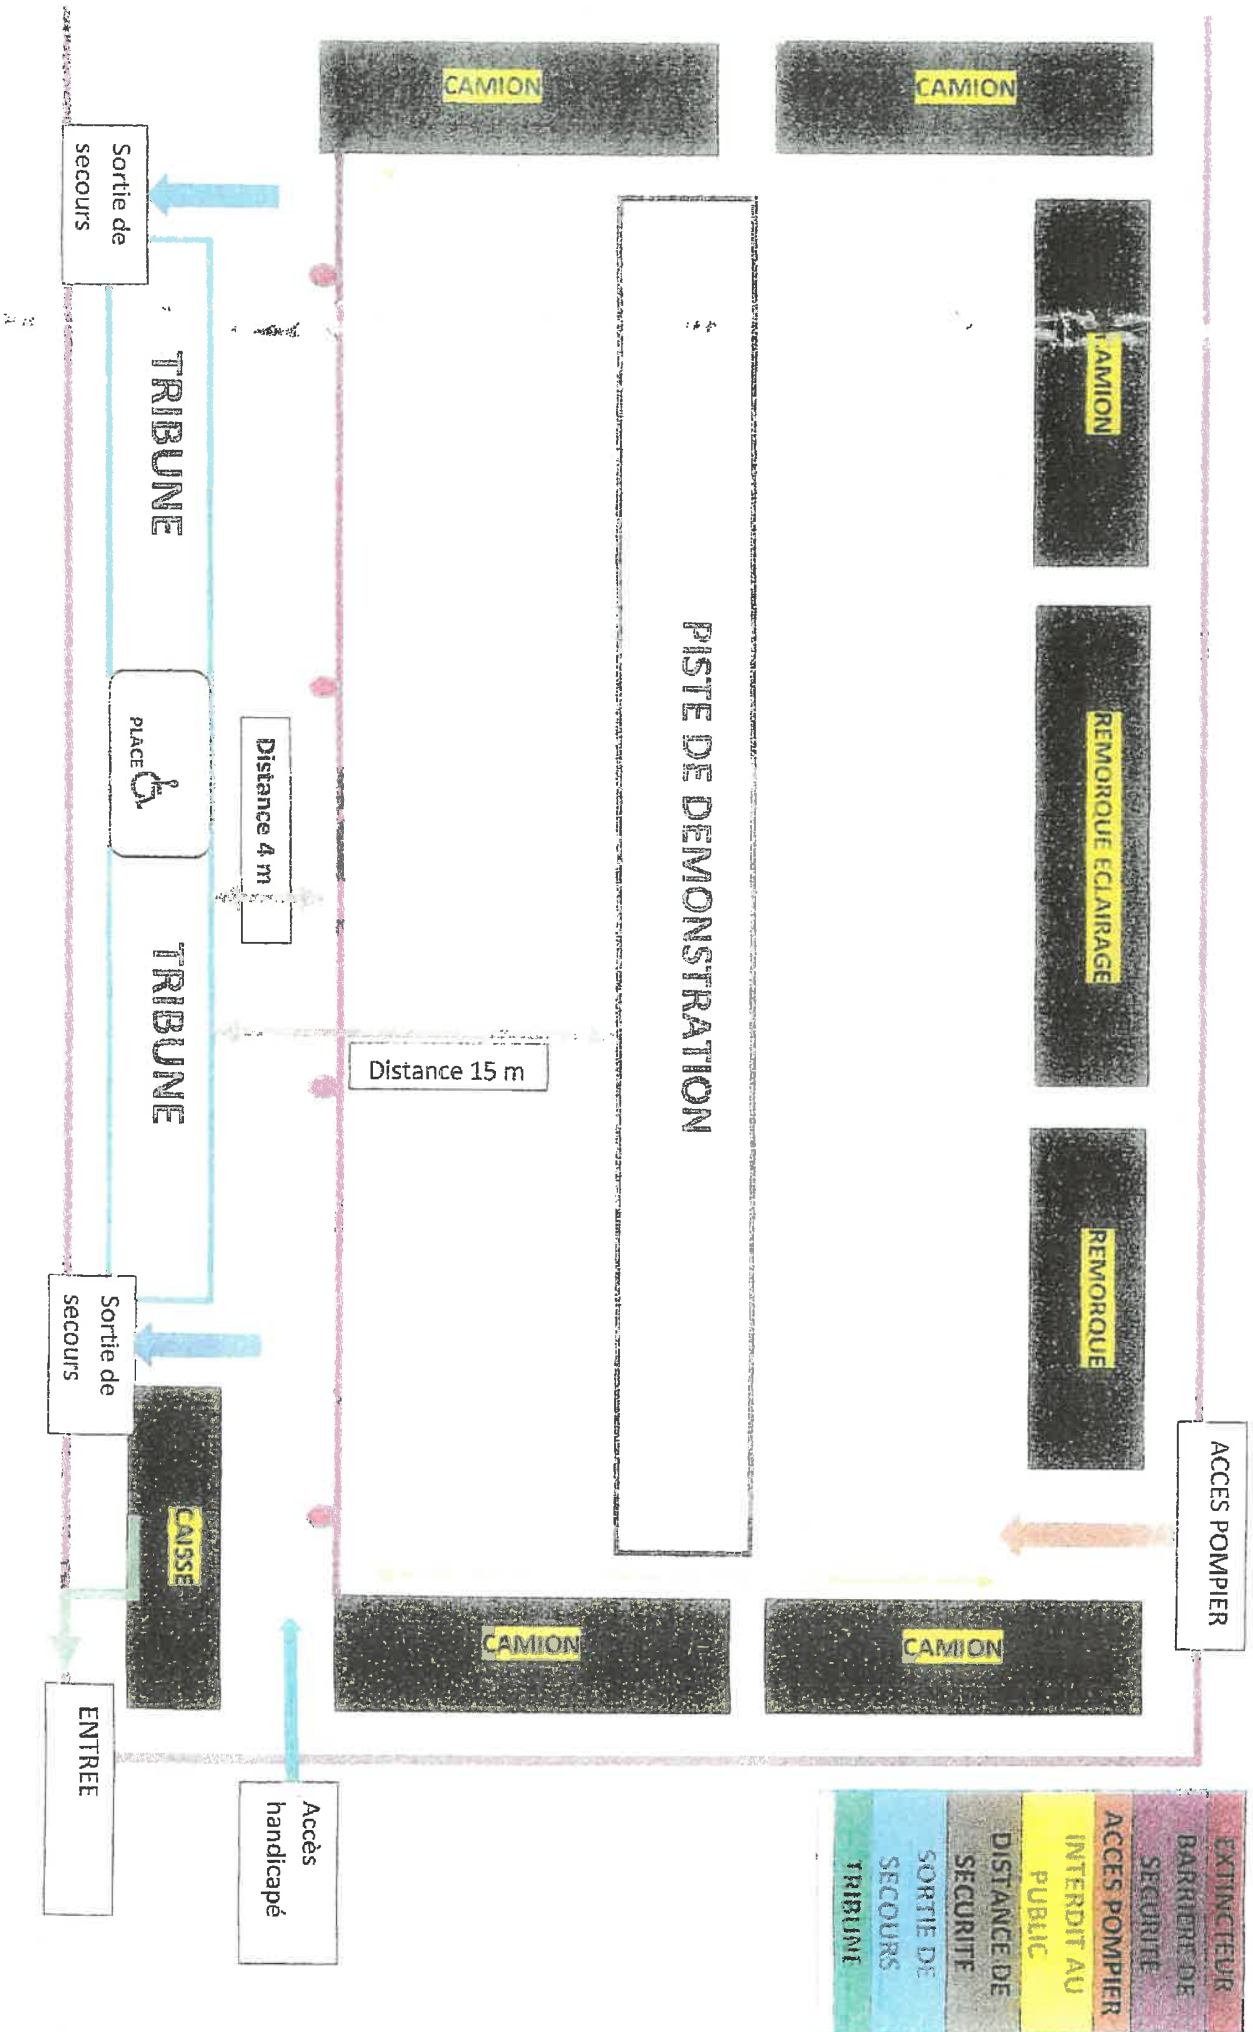 ACCES POMPIER
EXTINCTEUR
BARRIERE DE
SECURITE
ACCES POMPIER
INTERDIT AU
PUBLIC
DISTANCE DE
SECURITE
SORTIE DE
SECOURS
TRIBUNE
CAMION
REMORQUE ECLAIRAGE
REMORQUE
CAMION
CAMION
PISTE DE DEMONSTRATION
CAMION
CAMION
Distance 15 m
Distance 4 m
Accès
handicapé
TRIBUNE
PLACE
TRIBUNE
CAISSE
Sortie de
secours
Sortie de
secours
ENTREE